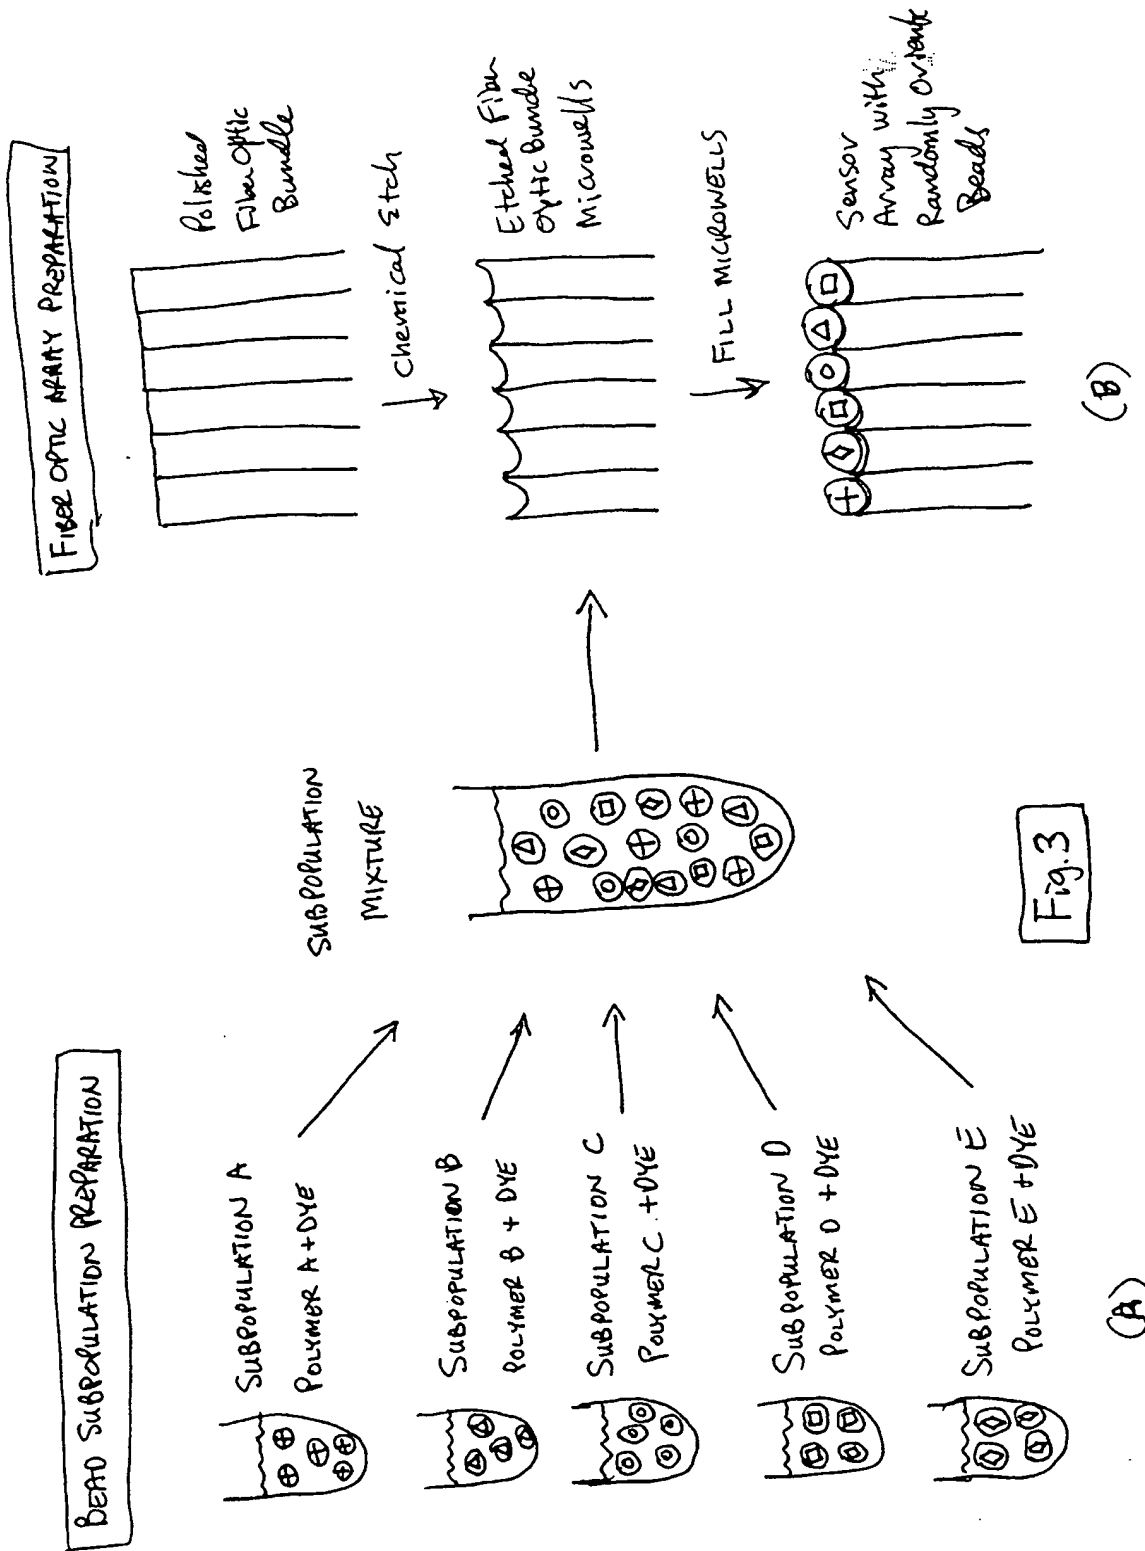 BEAD SUBPOPULATION PREPARATION
SUBPOPULATION A
POLYMER A + DYE
SUBPOPULATION B
POLYMER B + DYE
SUBPOPULATION C
POLYMER C + DYE
SUBPOPULATION D
POLYMER D + DYE
SUBPOPULATION E
POLYMER E + DYE
(A)
SUBPOPULATION
MIXTURE
FIBER OPTIC ARRAY PREPARATION
Polished
Fiber Optic
Bundle
Chemical Etch
Etched Fiber
Optic Bundle
Microwells
FILL MICROWELLS
Sensor
Array with
Randomly
Beads
(B)
Fig. 3